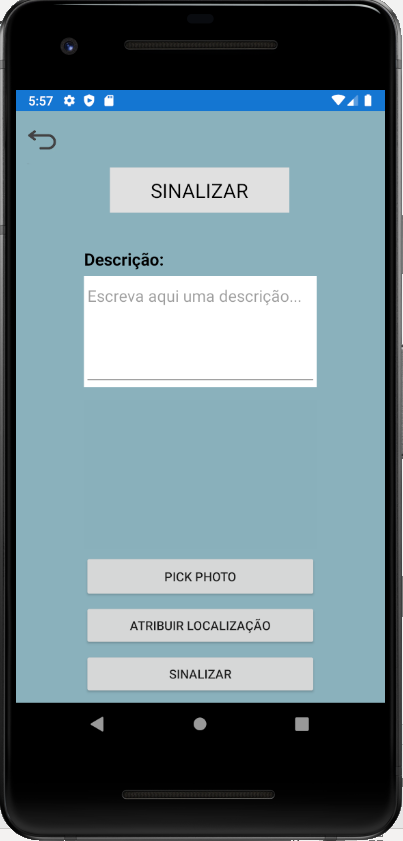 5:57
SINALIZAR
Descrição:
Escreva aqui uma descrição...
PICK PHOTO
ATRIBUIR LOCALIZAÇÃO
SINALIZAR